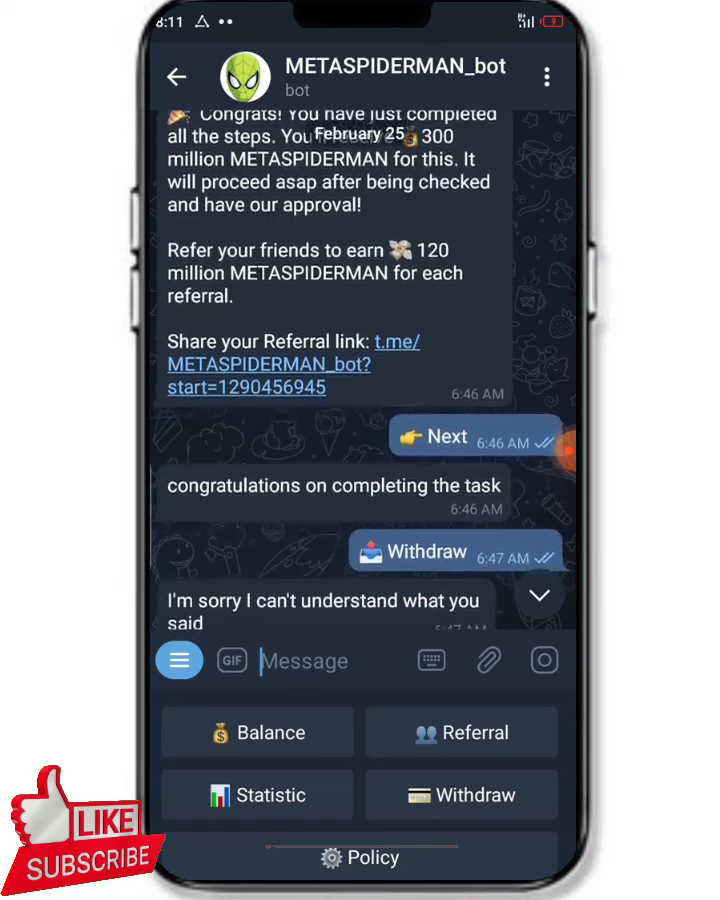 8:11
9
METASPIDERMAN_bot
bot
Congrats! You have just completed
all the steps. You
February 25
300
million METASPIDERMAN for this. It
will proceed asap after being checked
and have our approval!
Refer your friends to earn 💸 120
million METASPIDERMAN for each
referral.
Share your Referral link: t.me/
METASPIDERMAN_bot?
start=1290456945
6:46 AM
👉 Next 6:46 AM
congratulations on completing the task
6:46 AM
📤 Withdraw 6:47 AM
I'm sorry I can't understand what you
said
6:47 AM
GIF Message
💰 Balance
👥 Referral
📊 Statistic
💳 Withdraw
⚙️ Policy
LIKE
SUBSCRIBE